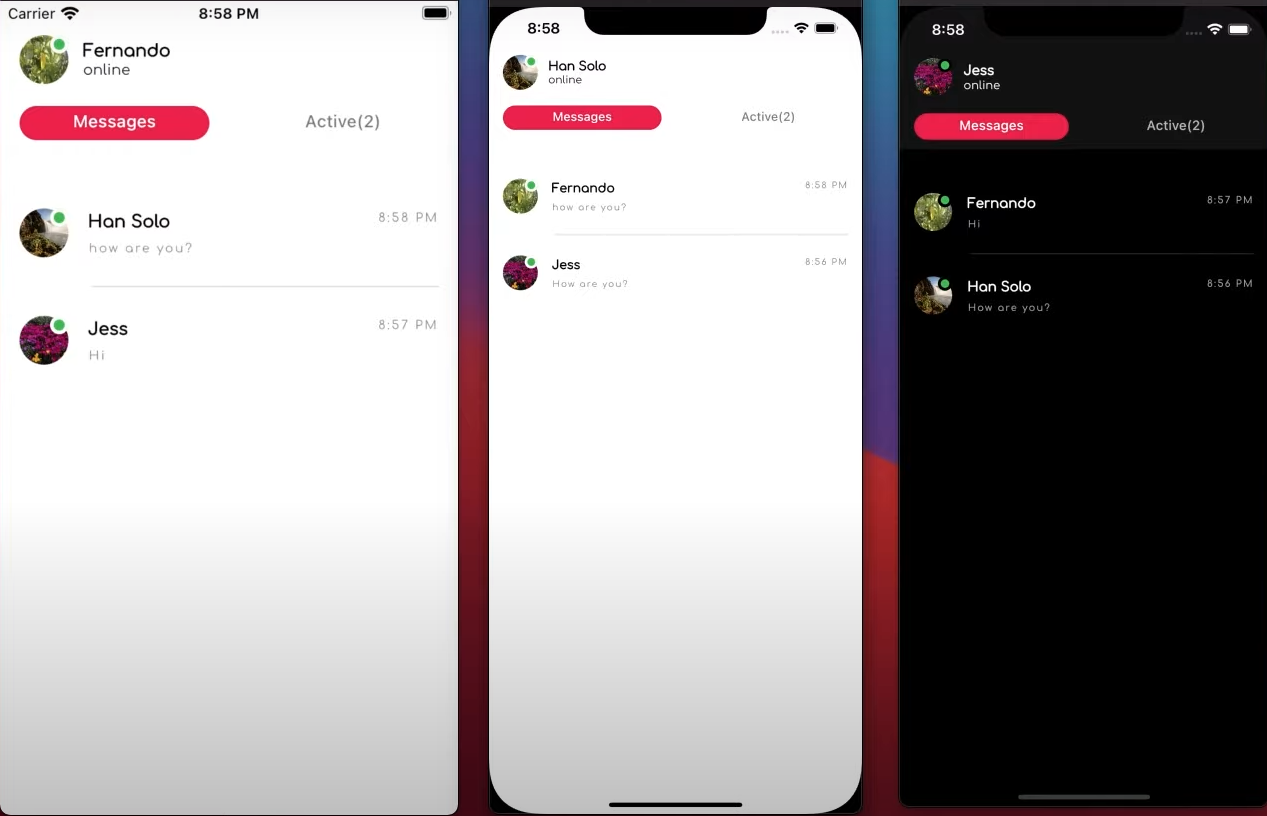 Carrier 8:58 PM
Fernando
online
Messages Active(2)
Han Solo 8:58 PM
how are you?
Jess 8:57 PM
Hi
8:58
Han Solo
online
Messages Active(2)
Fernando 8:58 PM
how are you?
Jess 8:56 PM
How are you?
8:58
Jess
online
Messages Active(2)
Fernando 8:57 PM
Hi
Han Solo 8:56 PM
How are you?